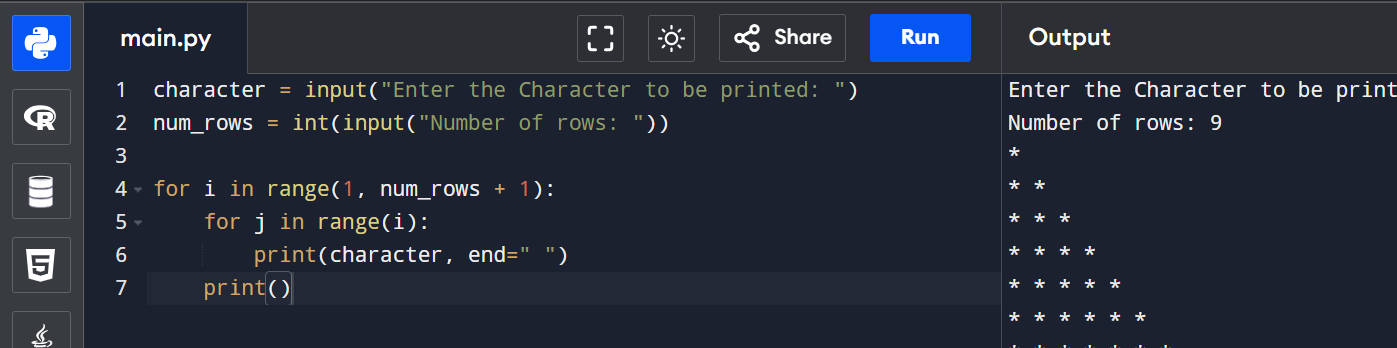 main.py
Share
Run
Output
1 character = input("Enter the Character to be printed: ")
2 num_rows = int(input("Number of rows: "))
3
4 for i in range(1, num_rows + 1):
5     for j in range(i):
6         print(character, end=" ")
7     print()
Enter the Character to be print
Number of rows: 9
*
* *
* * *
* * * *
* * * * *
* * * * * *